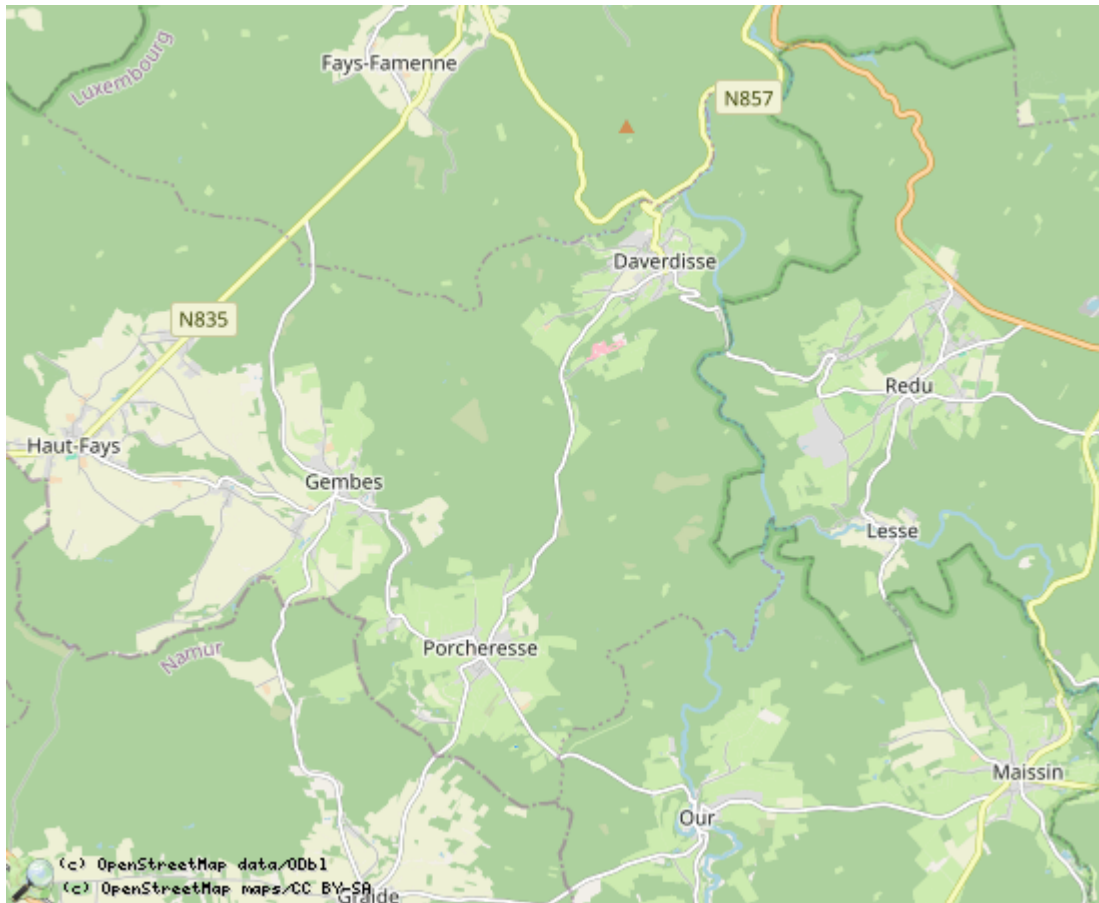 Luxembourg
Fays-Famenne
N857
Daverdisse
N835
Redu
Haut-Fays
Gembes
Lesse
Porcheresse
Namur
Maissin
Our
(c) OpenStreetMap data/ODbl
(c) OpenStreetMap maps/CC BY-SA
Graide